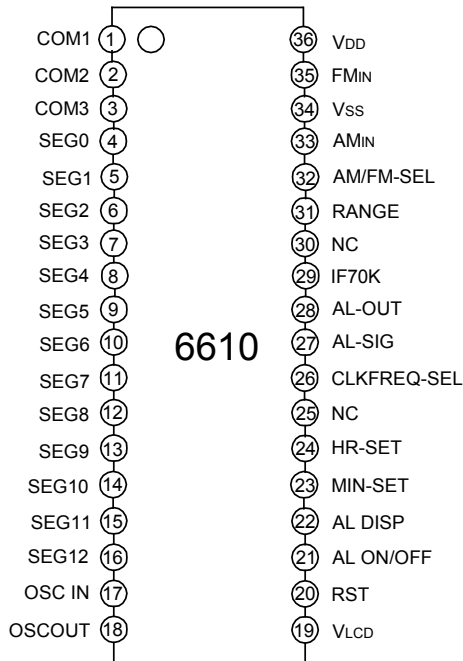 COM1 1 36 VDD
COM2 2 35 FMIN
COM3 3 34 VSS
SEG0 4 33 AMIN
SEG1 5 32 AM/FM-SEL
SEG2 6 31 RANGE
SEG3 7 30 NC
SEG4 8 29 IF70K
SEG5 9 28 AL-OUT
SEG6 10 6610 27 AL-SIG
SEG7 11 26 CLKFREQ-SEL
SEG8 12 25 NC
SEG9 13 24 HR-SET
SEG10 14 23 MIN-SET
SEG11 15 22 AL DISP
SEG12 16 21 AL ON/OFF
OSC IN 17 20 RST
OSCOUT 18 19 VLCD